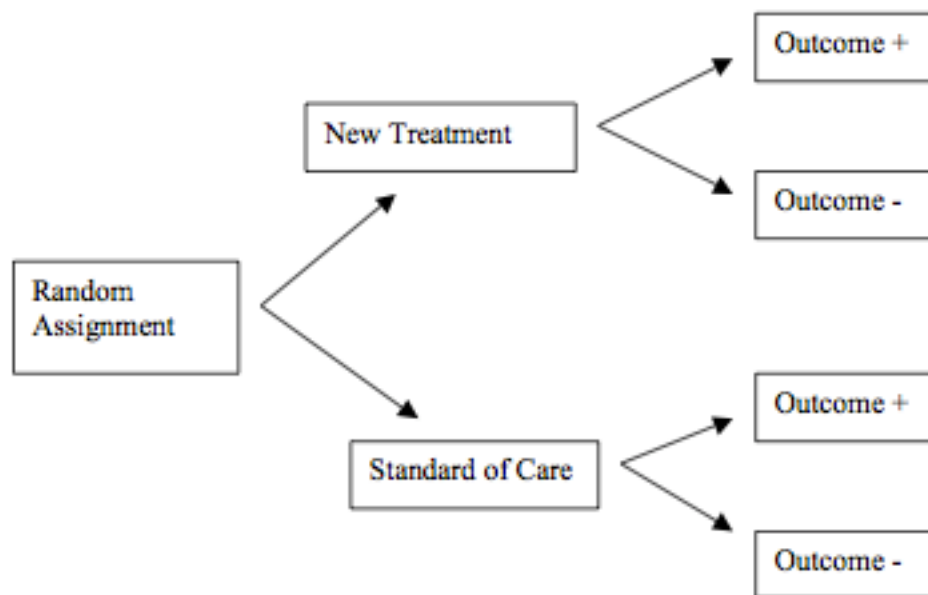 Outcome +
New Treatment
Outcome -
Random
Assignment
Outcome +
Standard of Care
Outcome -